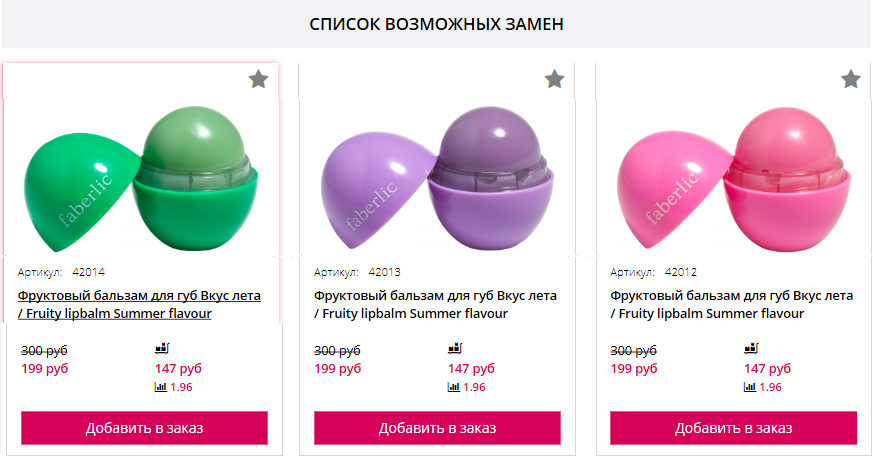 СПИСОК ВОЗМОЖНЫХ ЗАМЕН
faberlic
Артикул: 42014
Фруктовый бальзам для губ Вкус лета
/ Fruity lipbalm Summer flavour
300 руб
199 руб
147 руб
1.96
Добавить в заказ
faberlic
Артикул: 42013
Фруктовый бальзам для губ Вкус лета
/ Fruity lipbalm Summer flavour
300 руб
199 руб
147 руб
1.96
Добавить в заказ
faberlic
Артикул: 42012
Фруктовый бальзам для губ Вкус лета
/ Fruity lipbalm Summer flavour
300 руб
199 руб
147 руб
1.96
Добавить в заказ